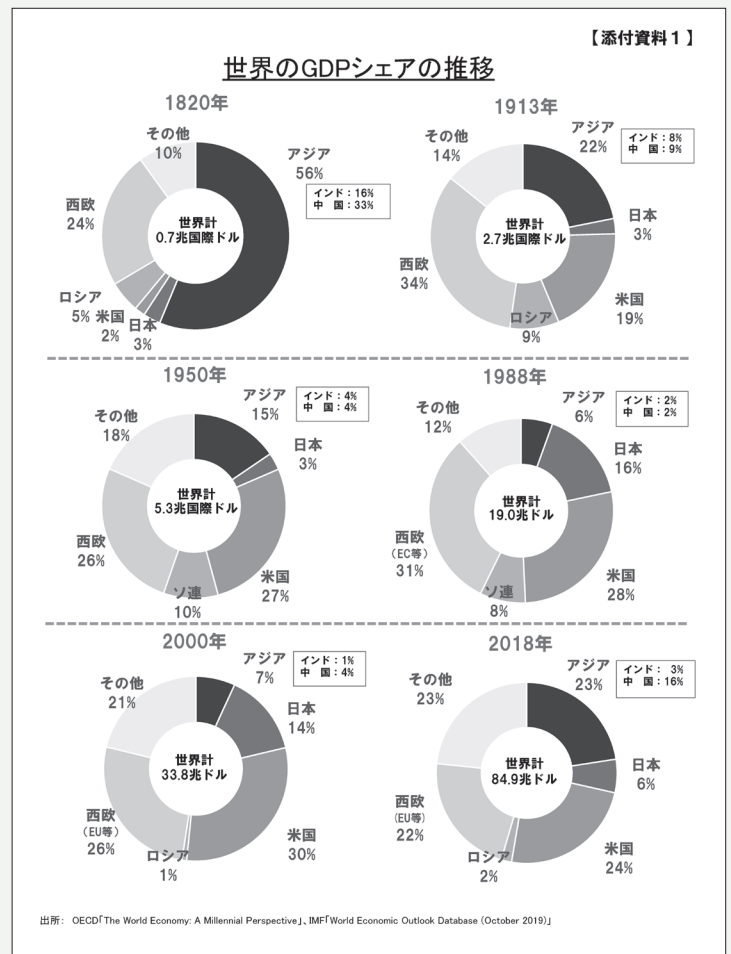 【添付資料１】
世界のGDPシェアの推移
1820年
その他
10%
アジア
56%
インド：16%
中　国：33%
西欧
24%
世界計
0.7兆国際ドル
ロシア
5%
米国
2%
日本
3%
1913年
その他
14%
アジア
22%
インド：8%
中　国：9%
日本
3%
世界計
2.7兆国際ドル
西欧
34%
米国
19%
ロシア
9%
1950年
その他
18%
アジア
15%
インド：4%
中　国：4%
日本
3%
世界計
5.3兆国際ドル
西欧
26%
米国
27%
ソ連
10%
1988年
その他
12%
アジア
6%
インド：2%
中　国：2%
日本
16%
世界計
19.0兆ドル
西欧
（EC等）
31%
米国
28%
ソ連
8%
2000年
その他
21%
アジア
7%
インド：1%
中　国：4%
日本
14%
世界計
33.8兆ドル
西欧
（EU等）
26%
米国
30%
ロシア
1%
2018年
その他
23%
アジア
23%
インド： 3%
中　国：16%
日本
6%
世界計
84.9兆ドル
西欧
（EU等）
22%
米国
24%
ロシア
2%
出所： OECD「The World Economy: A Millennial Perspective」、IMF「World Economic Outlook Database (October 2019)」